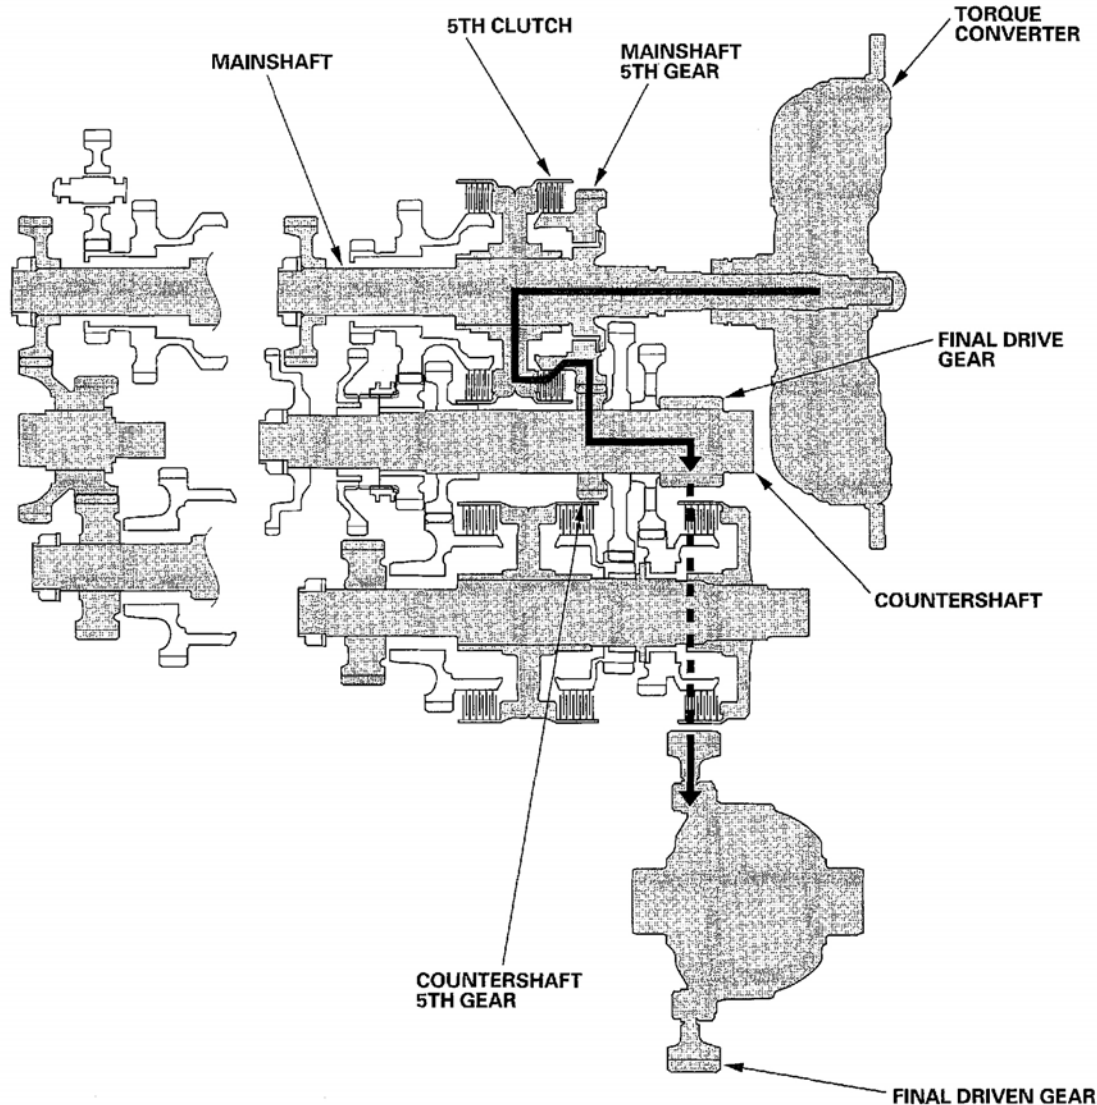 TORQUE
CONVERTER
5TH CLUTCH
MAINSHAFT
5TH GEAR
MAINSHAFT
FINAL DRIVE
GEAR
COUNTERSHAFT
COUNTERSHAFT
5TH GEAR
FINAL DRIVEN GEAR